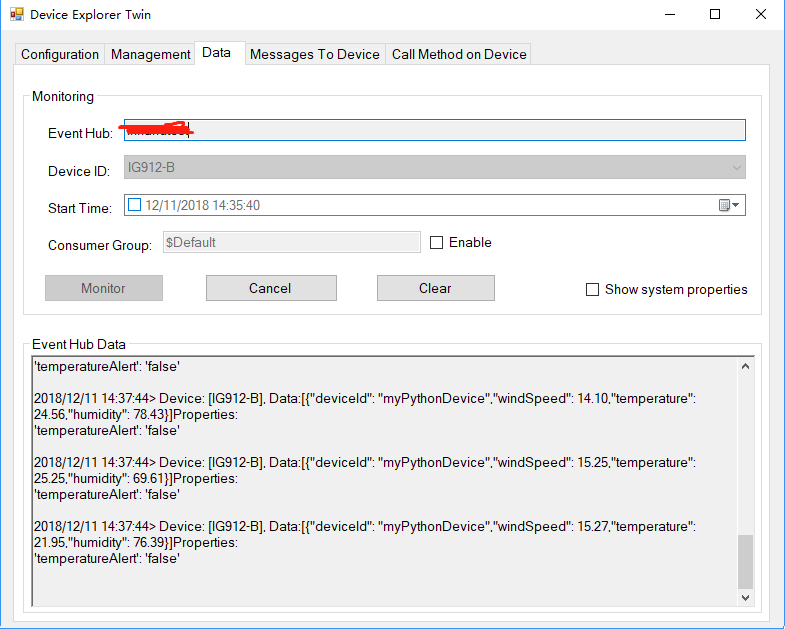 Device Explorer Twin
Configuration Management Data Messages To Device Call Method on Device
Monitoring
Event Hub:
Device ID: IG912-B
Start Time: 12/11/2018 14:35:40
Consumer Group: $Default Enable
Monitor Cancel Clear Show system properties
Event Hub Data
'temperatureAlert': 'false'
2018/12/11 14:37:44> Device: [IG912-B], Data:[{"deviceId": "myPythonDevice","windSpeed": 14.10,"temperature":
24.56,"humidity": 78.43}]Properties:
'temperatureAlert': 'false'
2018/12/11 14:37:44> Device: [IG912-B], Data:[{"deviceId": "myPythonDevice","windSpeed": 15.25,"temperature":
25.25,"humidity": 69.61}]Properties:
'temperatureAlert': 'false'
2018/12/11 14:37:44> Device: [IG912-B], Data:[{"deviceId": "myPythonDevice","windSpeed": 15.27,"temperature":
21.95,"humidity": 76.39}]Properties:
'temperatureAlert': 'false'